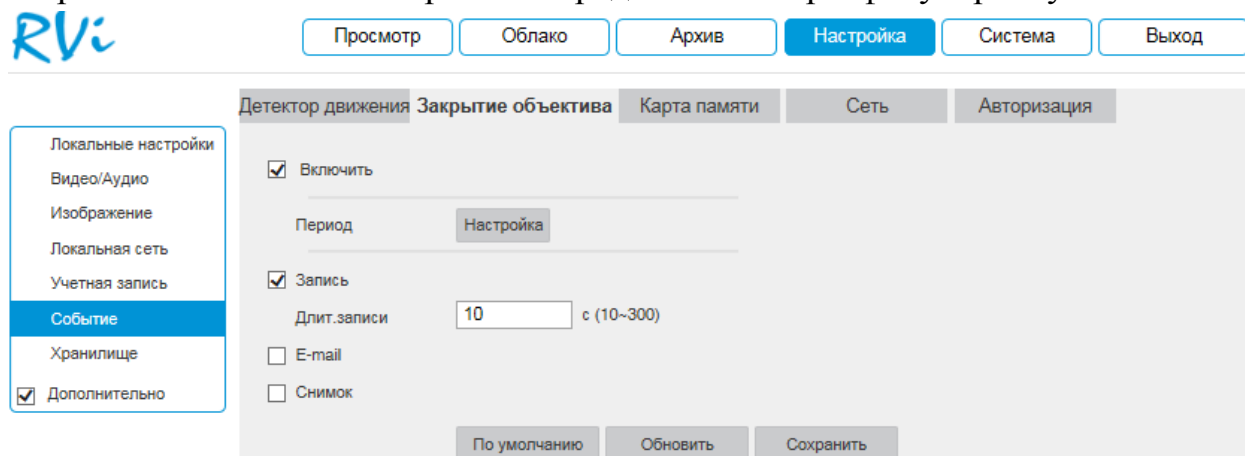 RVi
Просмотр Облако Архив Настройка Система Выход
Детектор движения Закрытие объектива Карта памяти Сеть Авторизация
Локальные настройки
Видео/Аудио
Изображение
Локальная сеть
Учетная запись
Событие
Хранилище
Дополнительно
Включить
Период Настройка
Запись
Длит.записи 10 с (10~300)
E-mail
Снимок
По умолчанию Обновить Сохранить